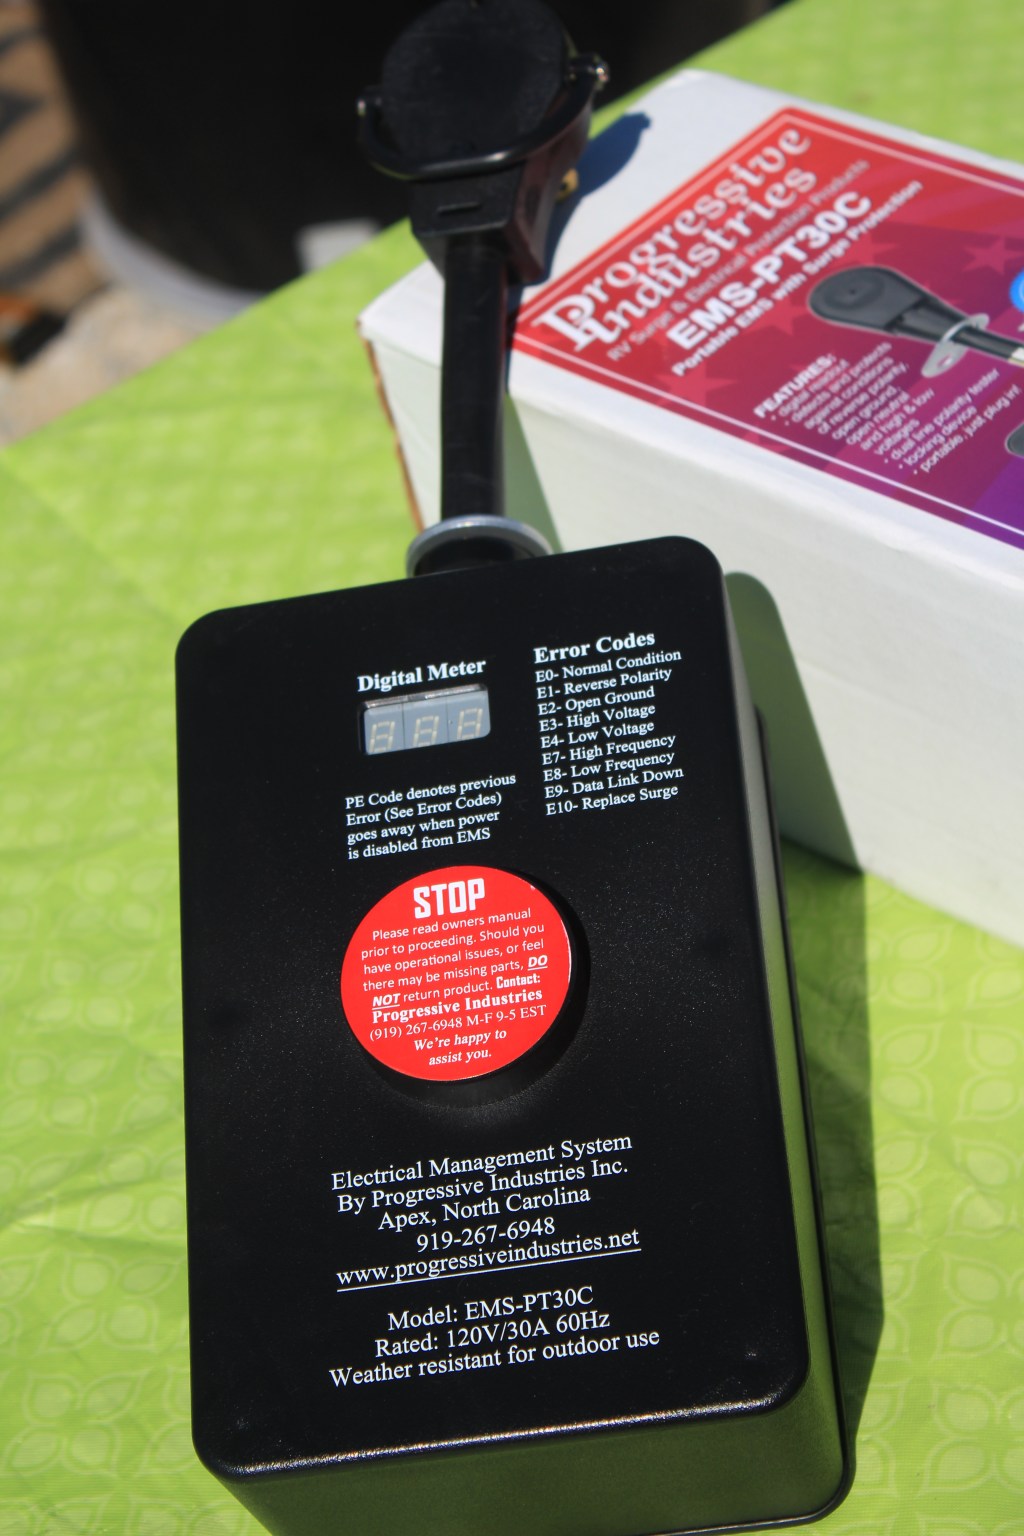 Progressive
Industries
RV Surge & Electrical Protection Products
EMS-PT30C
Portable EMS with Surge Protection
FEATURES:
• digital readout
• detects and protects
against conditions
of reverse polarity,
open ground,
open neutral
and high & low
voltages
• dual line polarity tester
• locking device
• portable, just plug in!
Digital Meter
PE Code denotes previous
Error (See Error Codes)
goes away when power
is disabled from EMS
Error Codes
E0- Normal Condition
E1- Reverse Polarity
E2- Open Ground
E3- High Voltage
E4- Low Voltage
E7- High Frequency
E8- Low Frequency
E9- Data Link Down
E10- Replace Surge
STOP
Please read owners manual
prior to proceeding. Should you
have operational issues, or feel
there may be missing parts, DO
NOT return product. Contact:
Progressive Industries
(919) 267-6948 M-F 9-5 EST
We're happy to
assist you.
Electrical Management System
By Progressive Industries Inc.
Apex, North Carolina
919-267-6948
www.progressiveindustries.net
Model: EMS-PT30C
Rated: 120V/30A 60Hz
Weather resistant for outdoor use